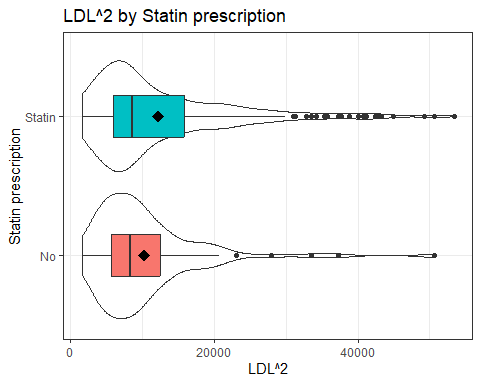 LDL^2 by Statin prescription
Statin prescription
Statin
No
0 20000 40000
LDL^2